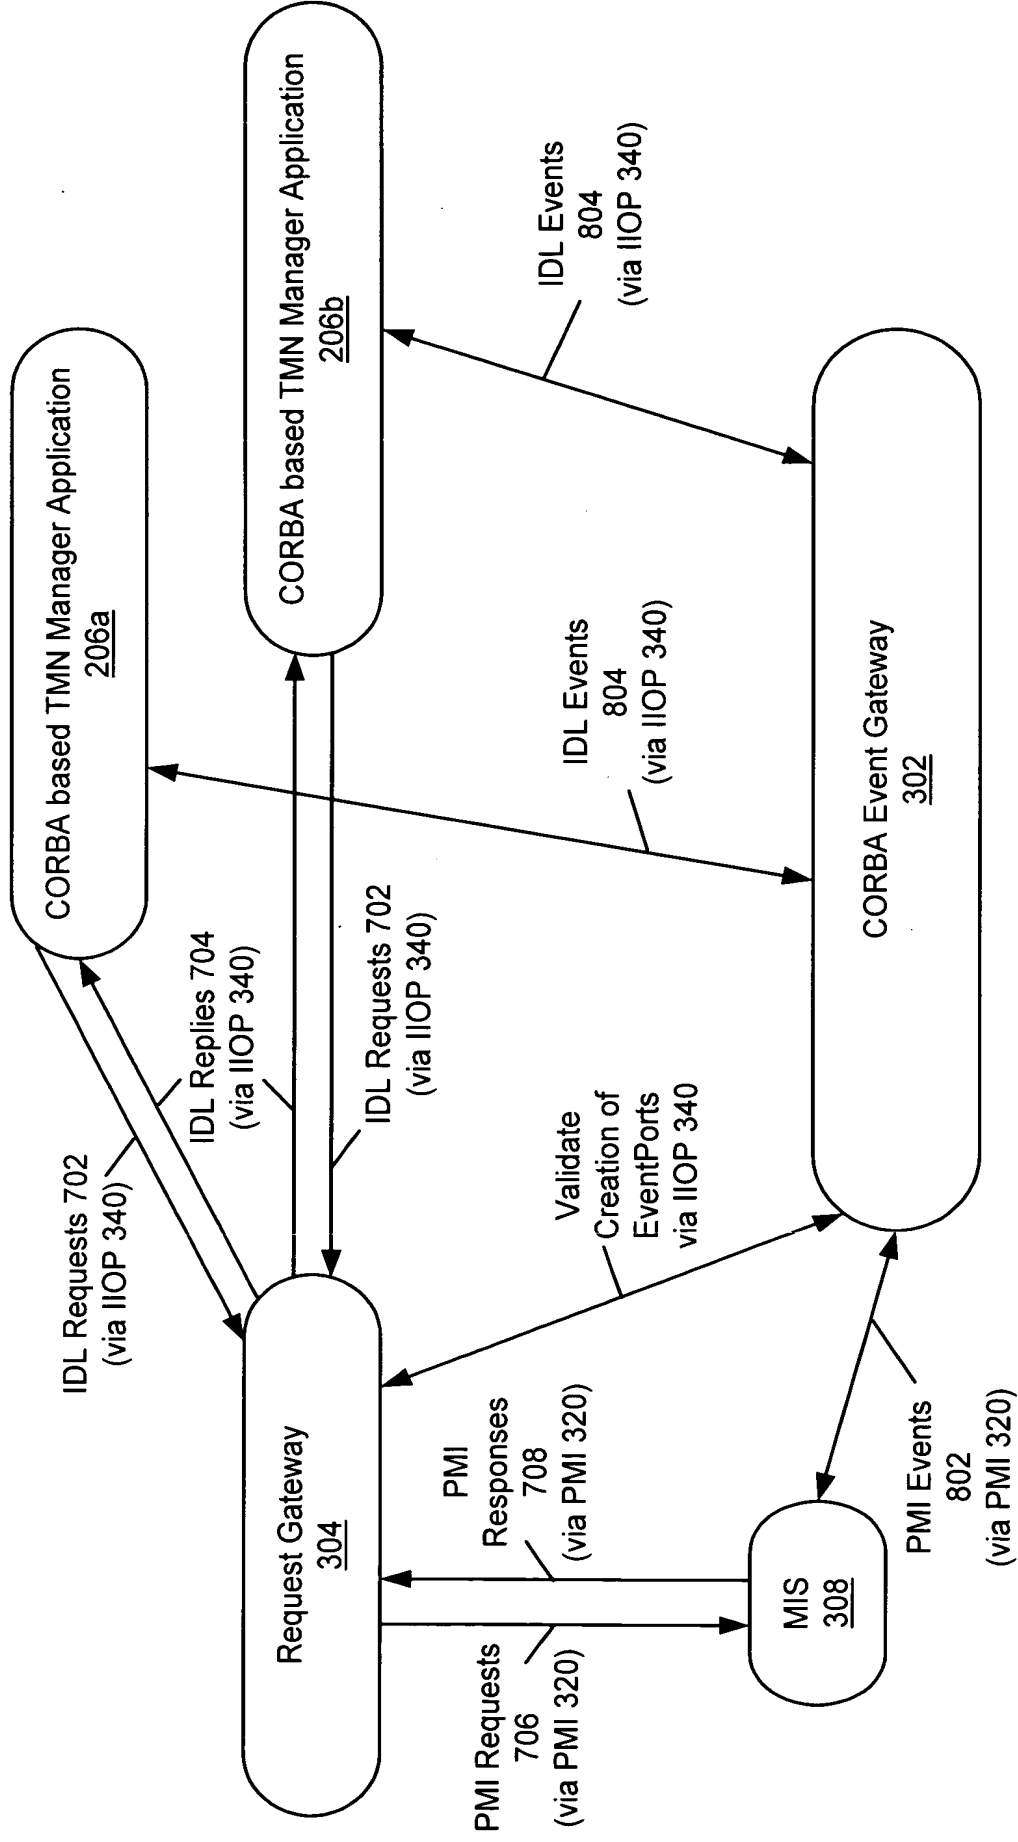 CORBA based TMN Manager Application
206a
CORBA based TMN Manager Application
206b
IDL Requests 702
(via IIOP 340)
IDL Replies 704
(via IIOP 340)
IDL Requests 702
(via IIOP 340)
Request Gateway
304
IDL Events
804
(via IIOP 340)
IDL Events
804
(via IIOP 340)
Validate
Creation of
EventPorts
via IIOP 340
PMI
Responses
708
(via PMI 320)
PMI Requests
706
(via PMI 320)
MIS
308
CORBA Event Gateway
302
PMI Events
802
(via PMI 320)